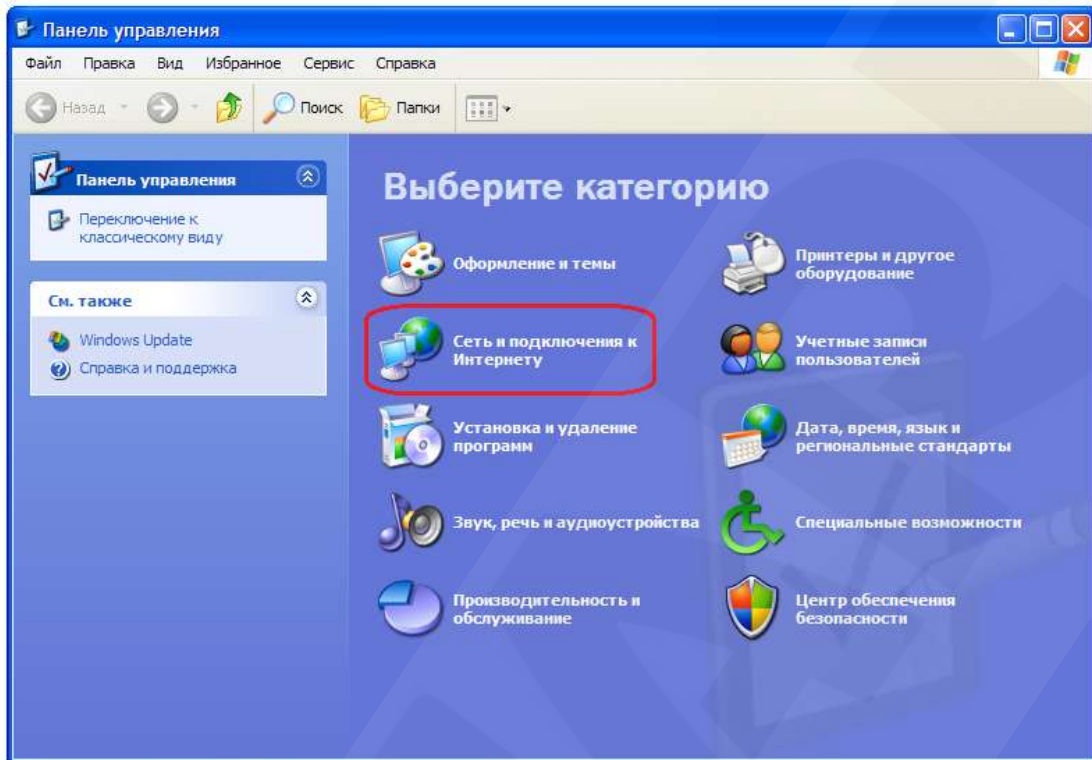 Панель управления
Файл Правка Вид Избранное Сервис Справка
Назад Поиск Папки
Панель управления
Переключение к
классическому виду
См. также
Windows Update
Справка и поддержка
Выберите категорию
Оформление и темы
Принтеры и другое
оборудование
Сеть и подключения к
Интернету
Учетные записи
пользователей
Установка и удаление
программ
Дата, время, язык и
региональные стандарты
Звук, речь и аудиоустройства
Специальные возможности
Производительность и
обслуживание
Центр обеспечения
безопасности